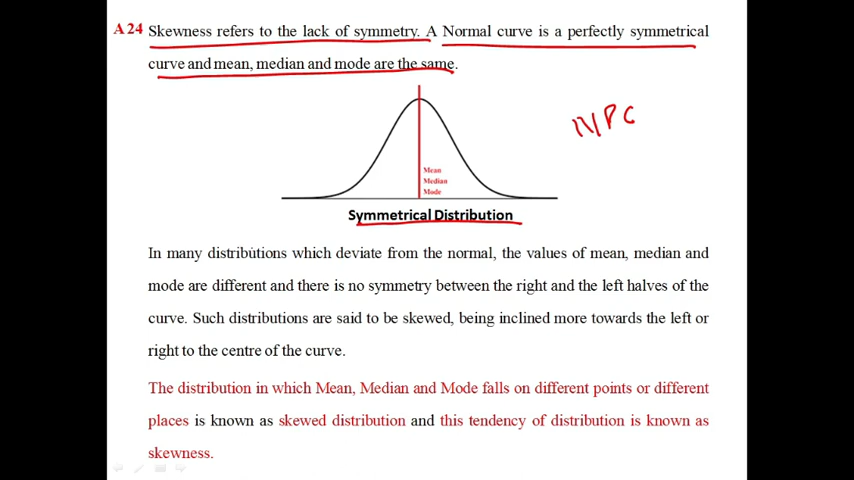 A 24 Skewness refers to the lack of symmetry. A Normal curve is a perfectly symmetrical
curve and mean, median and mode are the same.
NPC
Mean
Median
Mode
Symmetrical Distribution
In many distributions which deviate from the normal, the values of mean, median and
mode are different and there is no symmetry between the right and the left halves of the
curve. Such distributions are said to be skewed, being inclined more towards the left or
right to the centre of the curve.
The distribution in which Mean, Median and Mode falls on different points or different
places is known as skewed distribution and this tendency of distribution is known as
skewness.